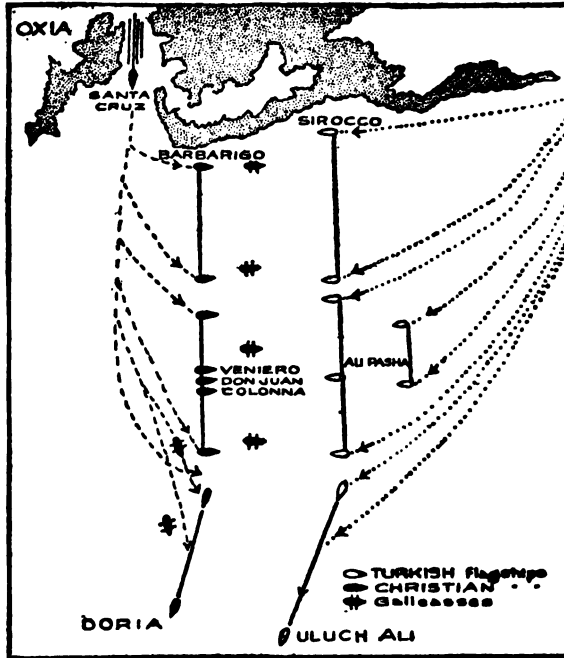 OXIA
SANTA
CRUZ
SIROCCO
BARBARIGO
VENIERO
DON JUAN
COLONNA
ALI PASHA
TURKISH flagships
CHRISTIAN " "
Galleasses
DORIA
ULUCH ALI